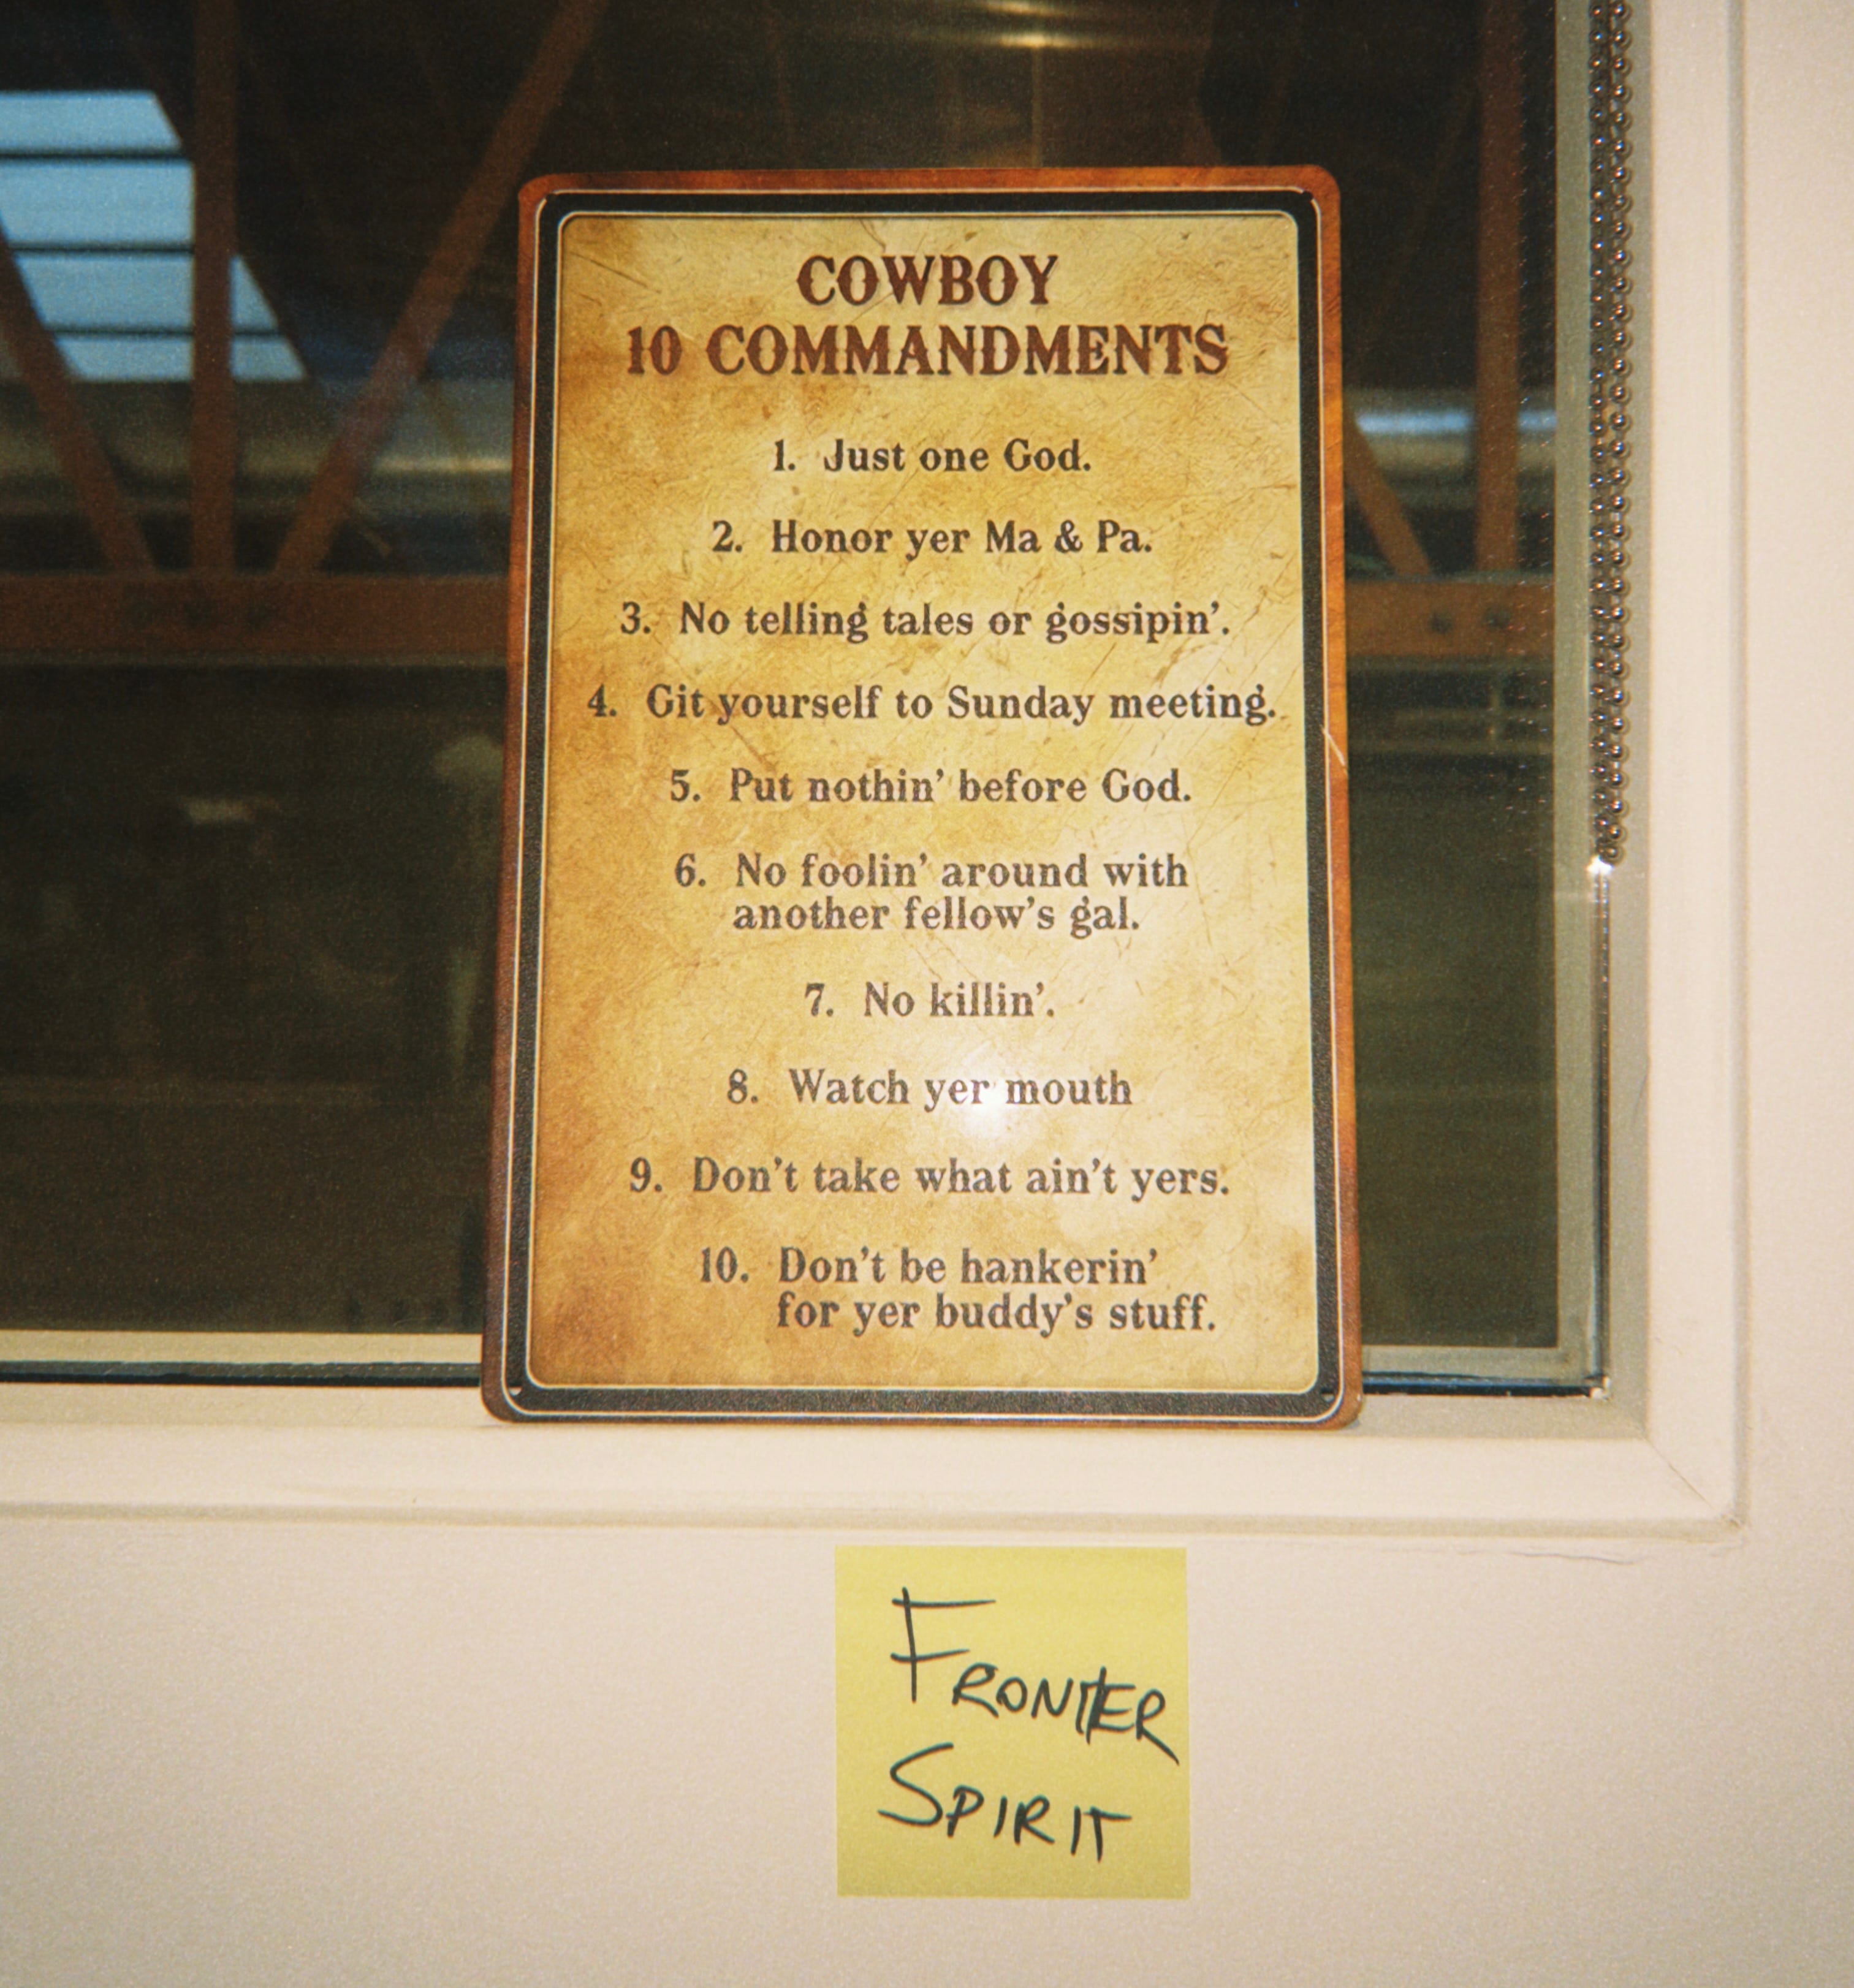 COWBOY
10 COMMANDMENTS
1. Just one God.
2. Honor yer Ma & Pa.
3. No telling tales or gossipin'.
4. Git yourself to Sunday meeting.
5. Put nothin' before God.
6. No foolin' around with
another fellow's gal.
7. No killin'.
8. Watch yer mouth
9. Don't take what ain't yers.
10. Don't be hankerin'
for yer buddy's stuff.
FRONTIER
SPIRIT